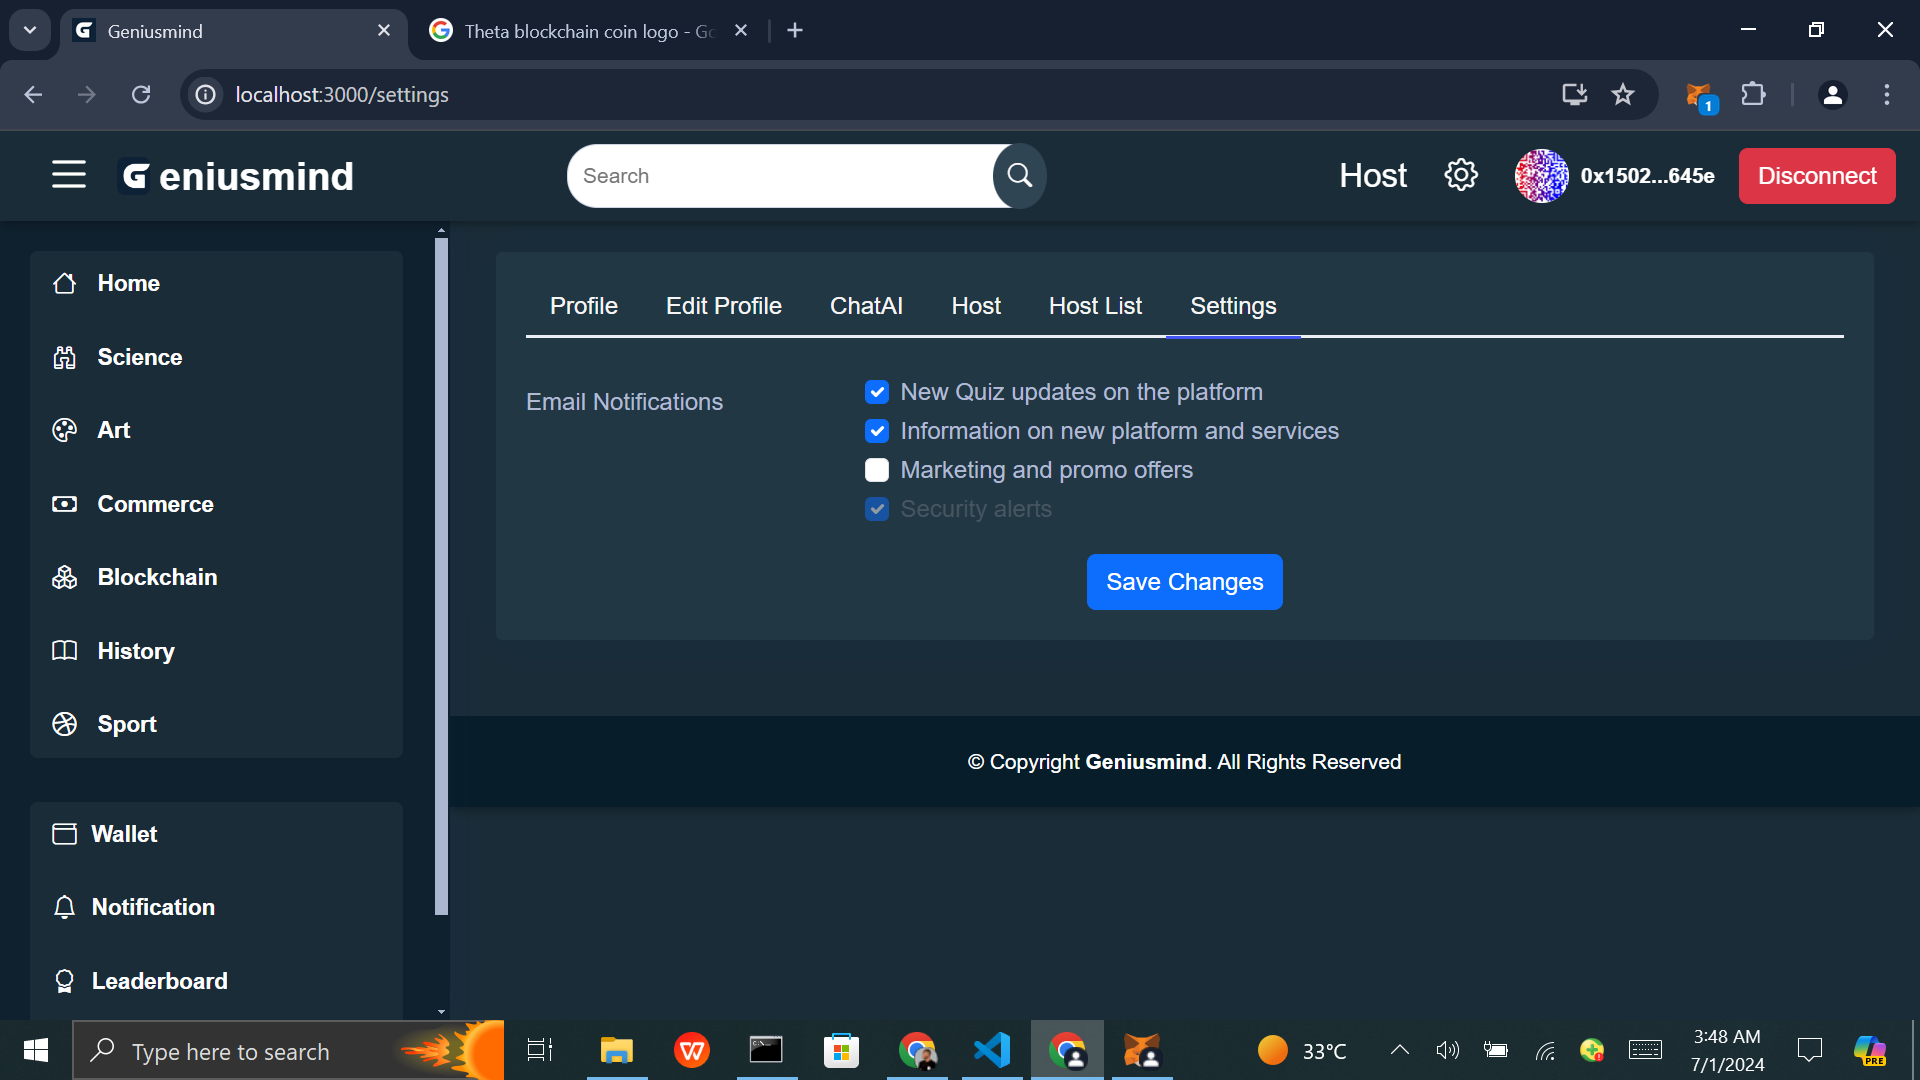 Geniusmind
Theta blockchain coin logo - Go
localhost:3000/settings
1
Geniusmind
Search
Host
0x1502...645e
Disconnect
Home
Science
Art
Commerce
Blockchain
History
Sport
Wallet
Notification
Leaderboard
Profile
Edit Profile
ChatAI
Host
Host List
Settings
Email Notifications
New Quiz updates on the platform
Information on new platform and services
Marketing and promo offers
Security alerts
Save Changes
© Copyright Geniusmind. All Rights Reserved
Type here to search
33°C
3:48 AM
7/1/2024
PRE